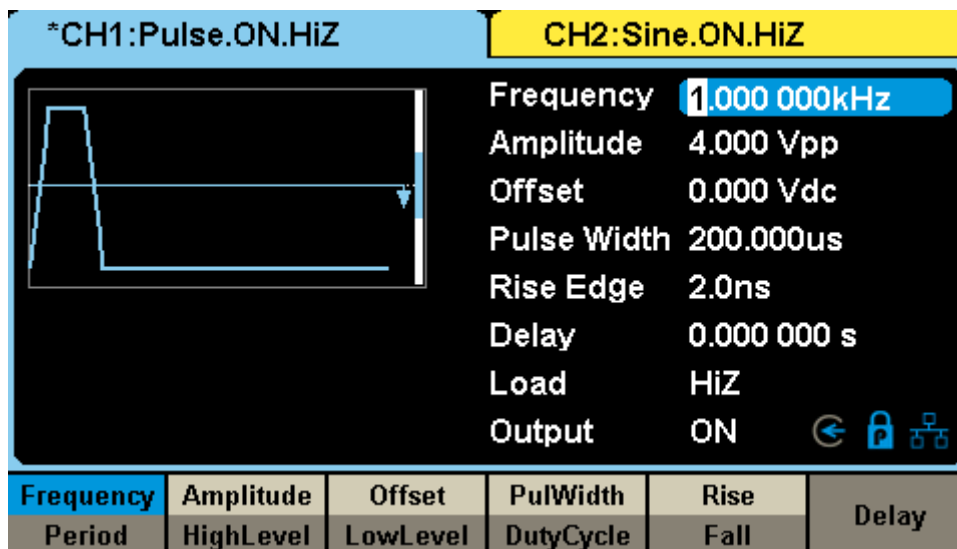 *CH1:Pulse.ON.HiZ
CH2:Sine.ON.HiZ
Frequency 1.000 000kHz
Amplitude 4.000 Vpp
Offset 0.000 Vdc
Pulse Width 200.000us
Rise Edge 2.0ns
Delay 0.000 000 s
Load HiZ
Output ON
P
Frequency Amplitude Offset PulWidth Rise Delay
Period HighLevel LowLevel DutyCycle Fall